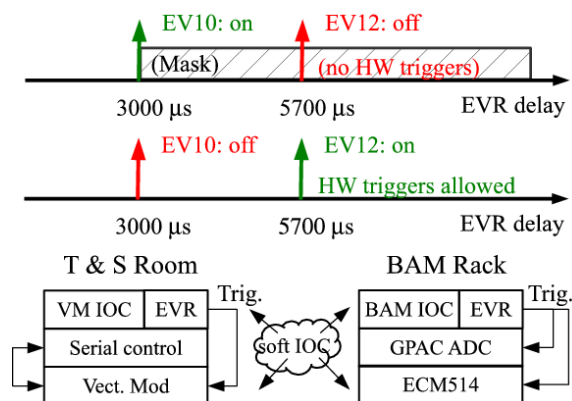 EV10: on EV12: off
(Mask) (no HW triggers)
3000 µs 5700 µs EVR delay
EV10: off EV12: on
HW triggers allowed
3000 µs 5700 µs EVR delay
T & S Room BAM Rack
VM IOC EVR Trig. soft IOC BAM IOC EVR Trig.
Serial control GPAC ADC
Vect. Mod ECM514